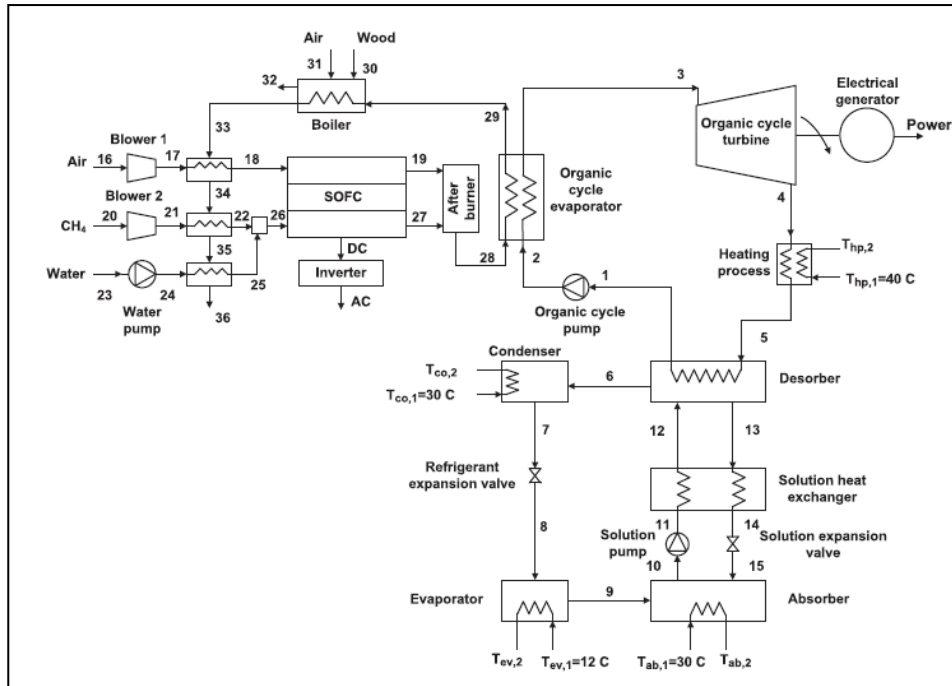 Air Wood
31 30
32
Boiler
33
29
3
Electrical
generator
Organic cycle
turbine
Power
Blower 1
Air 16 17 18 19
34
Blower 2
CH₄ 20 21 22 26 27
35
SOFC
After
burner
Organic
cycle
evaporator
4
DC
Inverter
AC
28
2
1
Water
23 24 25
Water
pump
36
Organic cycle
pump
Heating
process
Thp,2
Thp,1=40 C
5
Condenser
Tco,2
Tco,1=30 C
6
Desorber
7
12 13
Refrigerant
expansion valve
Solution heat
exchanger
8
11 14
Solution
pump
Solution expansion
valve
10 15
Evaporator
9
Absorber
Tev,2 Tev,1=12 C
Tab,1=30 C Tab,2